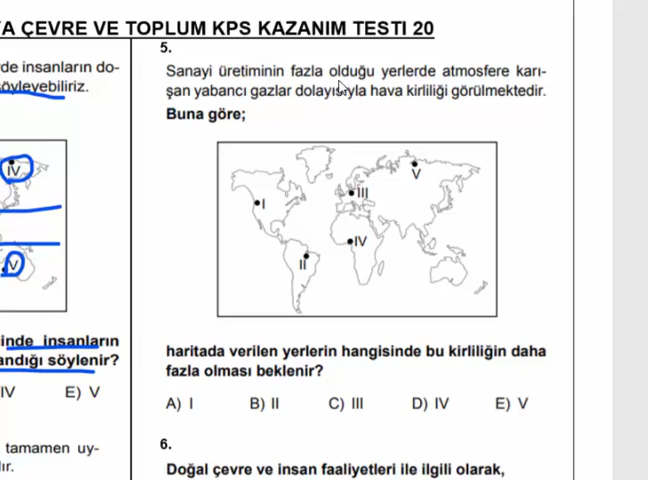 A ÇEVRE VE TOPLUM KPS KAZANIM TESTI 20
de insanların do-
öyleyebiliriz.
IV
V
inde insanların
andığı söylenir?
IV E) V
tamamen uy-
ır.
5.
Sanayi üretiminin fazla olduğu yerlerde atmosfere karı-
şan yabancı gazlar dolayısıyla hava kirliliği görülmektedir.
Buna göre;
V
I
III
IV
II
haritada verilen yerlerin hangisinde bu kirliliğin daha
fazla olması beklenir?
A) I B) II C) III D) IV E) V
6.
Doğal çevre ve insan faaliyetleri ile ilgili olarak,